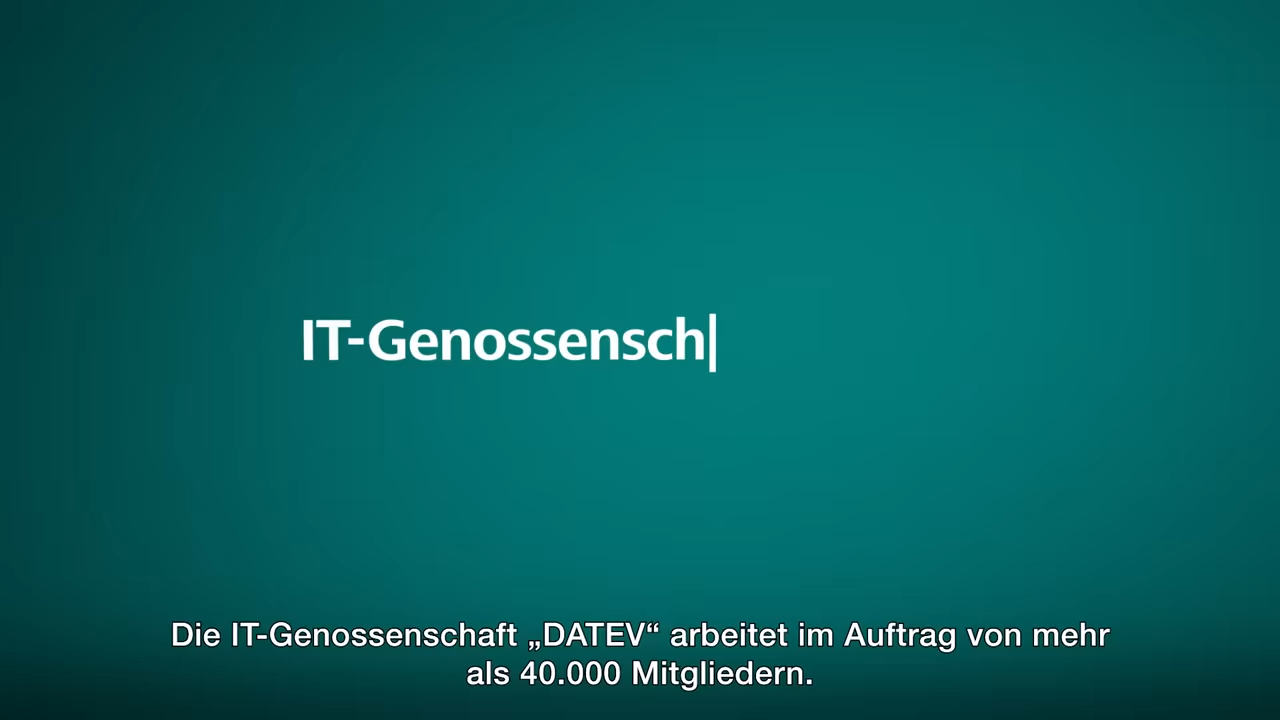 IT-Genossensch|
Die IT-Genossenschaft „DATEV“ arbeitet im Auftrag von mehr
als 40.000 Mitgliedern.